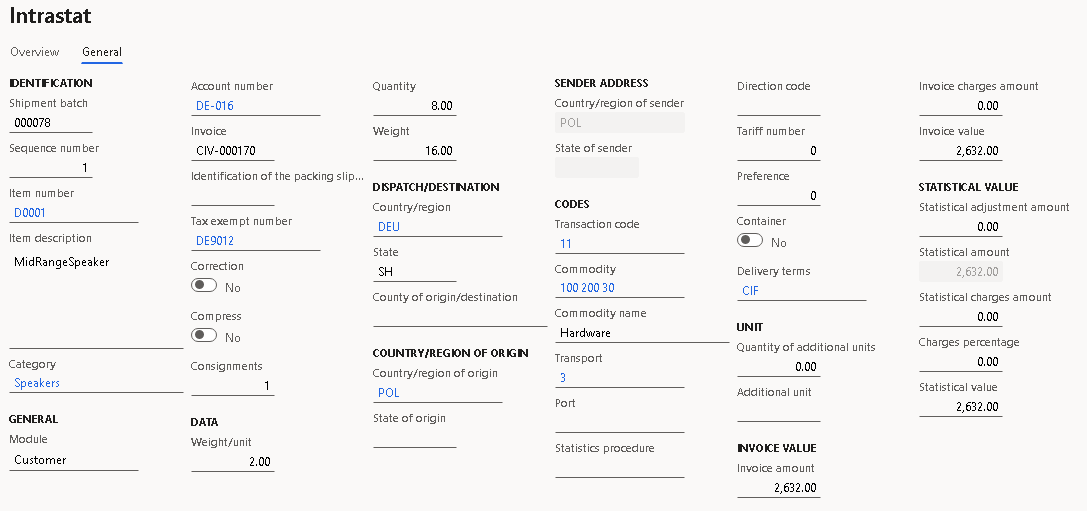 Intrastat
Overview
General
IDENTIFICATION
Shipment batch
000078
Sequence number
1
Item number
D0001
Item description
MidRangeSpeaker
Category
Speakers
GENERAL
Module
Customer
Account number
DE-016
Invoice
CIV-000170
Identification of the packing slip...
Tax exempt number
DE9012
Correction
No
Compress
No
Consignments
1
DATA
Weight/unit
2.00
Quantity
8.00
Weight
16.00
DISPATCH/DESTINATION
Country/region
DEU
State
SH
County of origin/destination
COUNTRY/REGION OF ORIGIN
Country/region of origin
POL
State of origin
SENDER ADDRESS
Country/region of sender
POL
State of sender
CODES
Transaction code
11
Commodity
100 200 30
Commodity name
Hardware
Transport
3
Port
Statistics procedure
Direction code
Tariff number
0
Preference
0
Container
No
Delivery terms
CIF
UNIT
Quantity of additional units
0.00
Additional unit
INVOICE VALUE
Invoice amount
2,632.00
Invoice charges amount
0.00
Invoice value
2,632.00
STATISTICAL VALUE
Statistical adjustment amount
0.00
Statistical amount
2,632.00
Statistical charges amount
0.00
Charges percentage
0.00
Statistical value
2,632.00